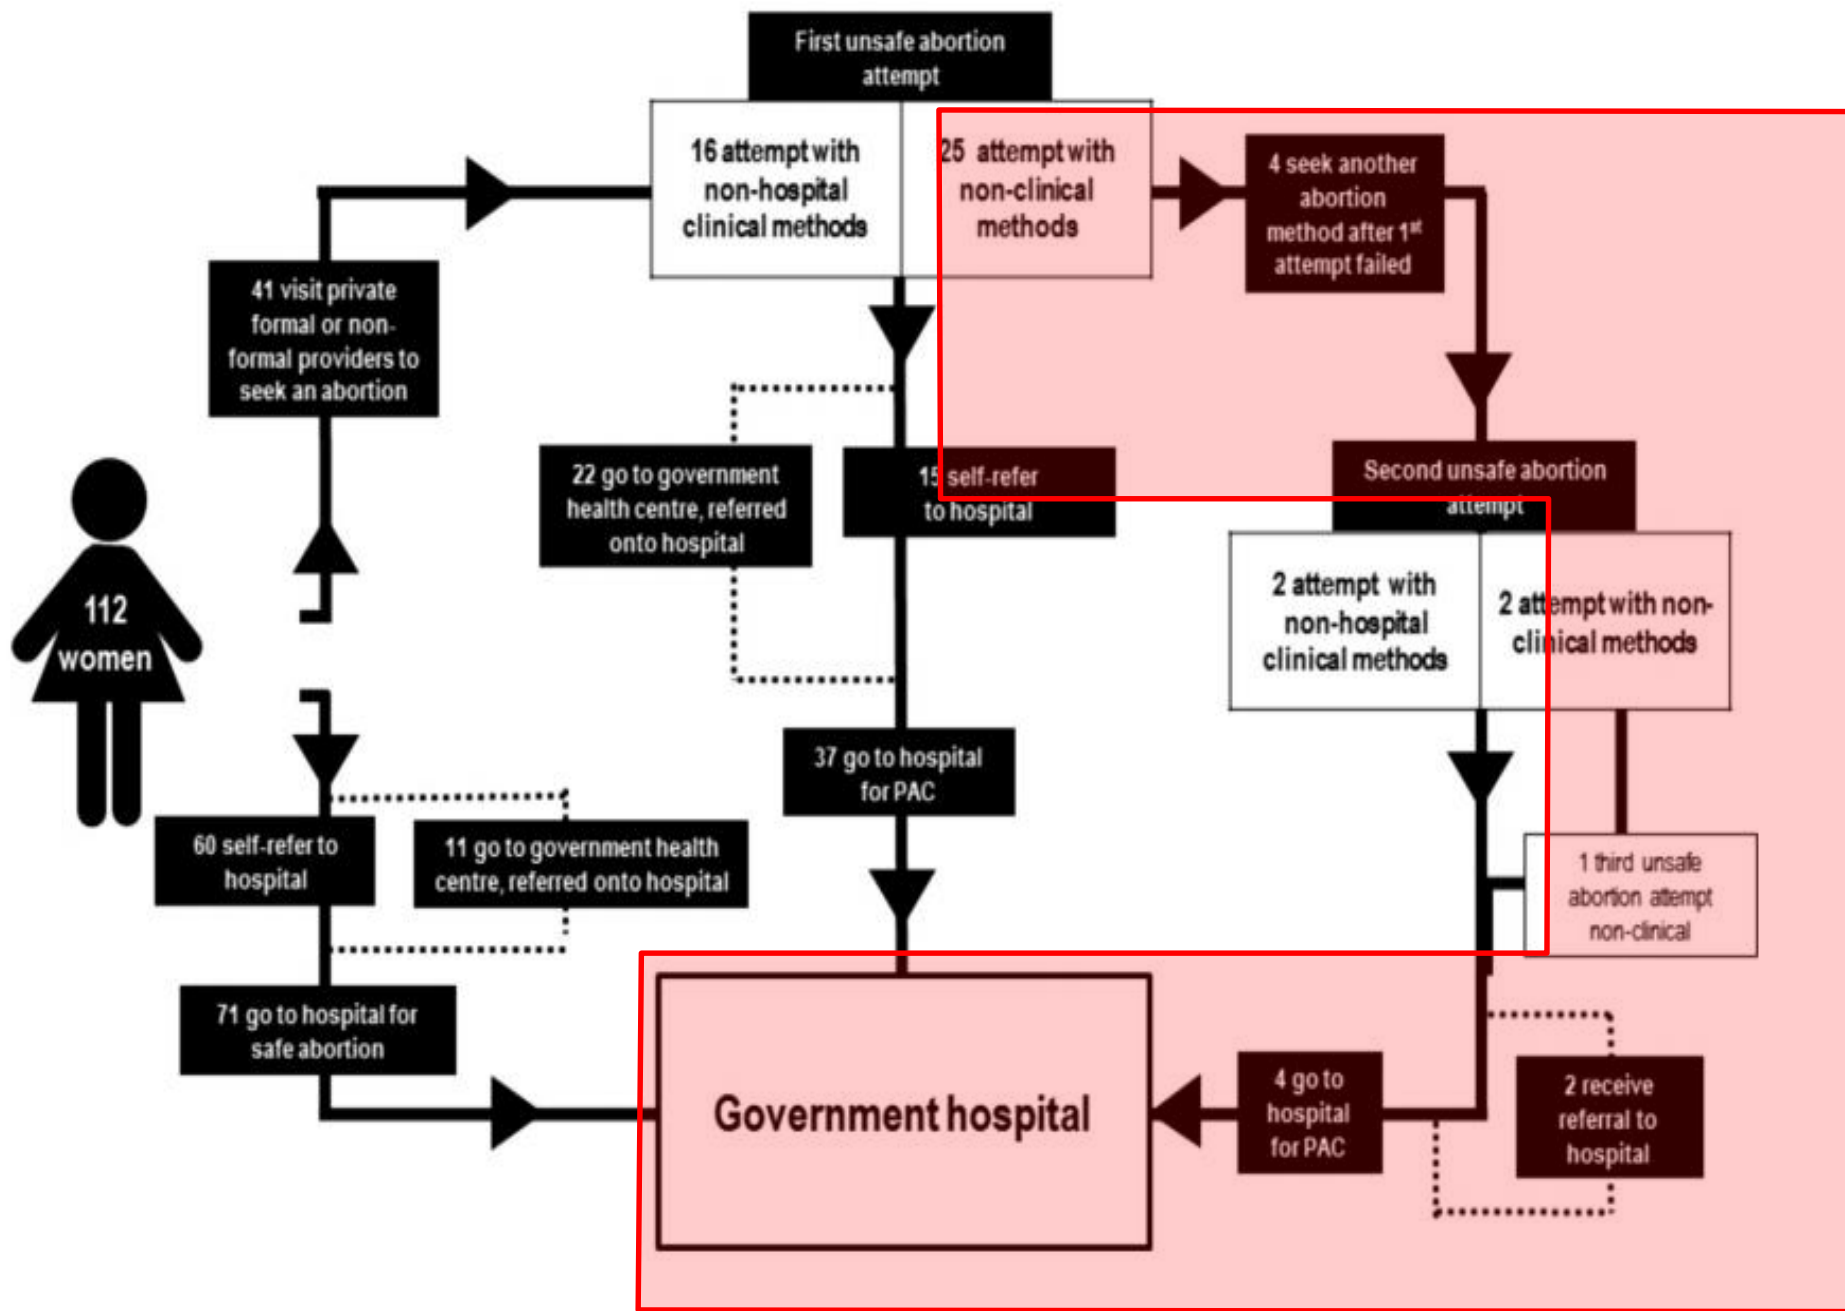 First unsafe abortion
attempt
16 attempt with
non-hospital
clinical methods
25 attempt with
non-clinical
methods
4 seek another
abortion
method after 1st
attempt failed
41 visit private
formal or non-
formal providers to
seek an abortion
22 go to government
health centre, referred
onto hospital
15 self-refer
to hospital
Second unsafe abortion
attempt
2 attempt with
non-hospital
clinical methods
2 attempt with non-
clinical methods
112
women
37 go to hospital
for PAC
60 self-refer to
hospital
11 go to government health
centre, referred onto hospital
1 third unsafe
abortion attempt
non-clinical
71 go to hospital for
safe abortion
Government hospital
4 go to
hospital
for PAC
2 receive
referral to
hospital